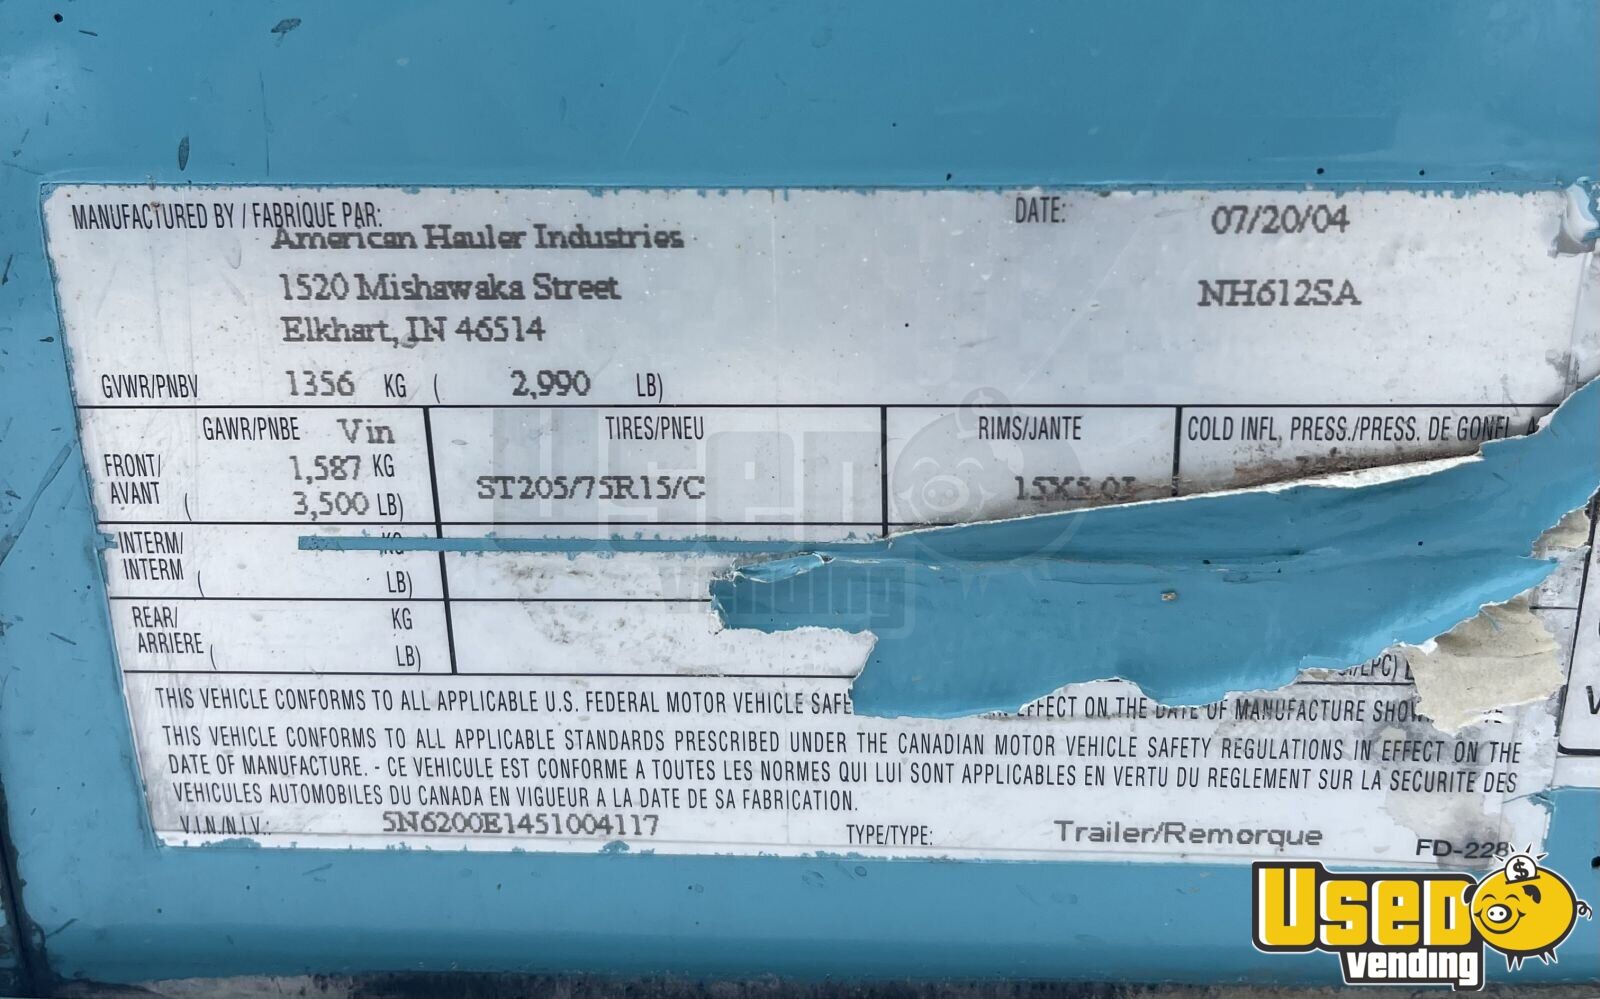 MANUFACTURED BY / FABRIQUE PAR:
American Hauler Industries
1520 Mishawaka Street
Elkhart, IN 46514
DATE: 07/20/04
NH612SA
GVWR/PNBV 1356 KG ( 2,990 LB)
GAWR/PNBE Vin TIRES/PNEU RIMS/JANTE COLD INFL, PRESS./PRESS. DE GONFL
FRONT/ 1,587 KG
AVANT ( 3,500 LB) ST205/75R15/C 15X5.0J
INTERM/ KG
INTERM ( LB)
REAR/ KG
ARRIERE ( LB)
THIS VEHICLE CONFORMS TO ALL APPLICABLE U.S. FEDERAL MOTOR VEHICLE SAFE EFFECT ON THE DATE OF MANUFACTURE
THIS VEHICLE CONFORMS TO ALL APPLICABLE STANDARDS PRESCRIBED UNDER THE CANADIAN MOTOR VEHICLE SAFETY REGULATIONS IN EFFECT ON THE
DATE OF MANUFACTURE. - CE VEHICULE EST CONFORME A TOUTES LES NORMES QUI LUI SONT APPLICABLES EN VERTU DU REGLEMENT SUR LA SECURITE DES
VEHICULES AUTOMOBILES DU CANADA EN VIGUEUR A LA DATE DE SA FABRICATION.
V.I.N./N.I.V.: 5N6200E1451004117 TYPE/TYPE: Trailer/Remorque FD-228
USED
vending